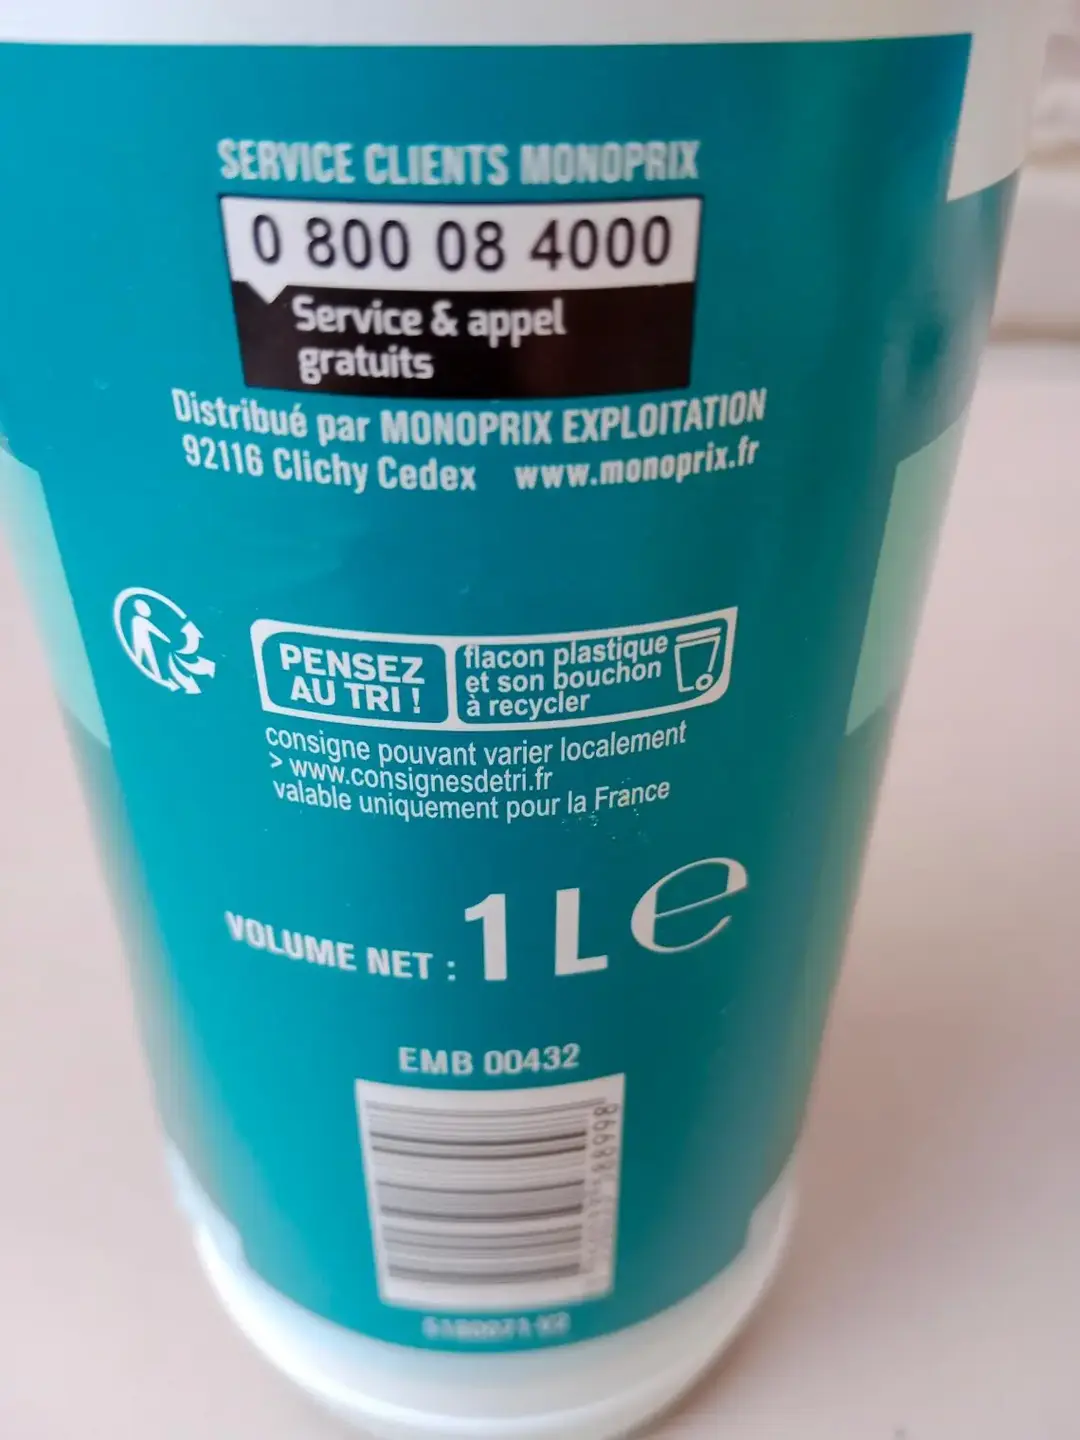 SERVICE CLIENTS MONOPRIX
0 800 08 4000
Service & appel
gratuits
Distribué par MONOPRIX EXPLOITATION
92116 Clichy Cedex www.monoprix.fr
PENSEZ
AU TRI !
flacon plastique
et son bouchon
à recycler
consigne pouvant varier localement
> www.consignesdetri.fr
valable uniquement pour la France
VOLUME NET : 1 L e
EMB 00432